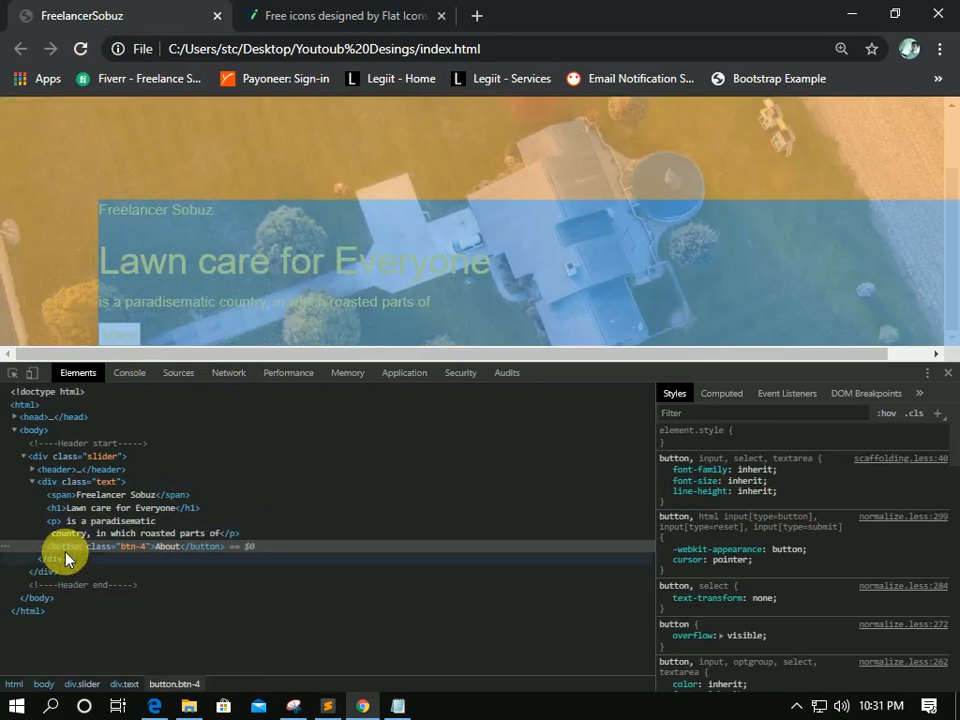 FreelancerSobuz
Free icons designed by Flat Icons
File
C:/Users/stc/Desktop/Youtoub%20Desings/index.html
Apps
Fiverr - Freelance S...
Payoneer: Sign-in
Legiit - Home
Legiit - Services
Email Notification S...
Bootstrap Example
»
Freelancer Sobuz
Lawn care for Everyone
is a paradisematic country, in which roasted parts of
Elements Console Sources Network Performance Memory Application Security Audits
<!doctype html>
<html>
<head>…</head>
<body>
<!----Header start----->
<div class="slider">
<header>…</header>
<div class="text">
<span>Freelancer Sobuz</span>
<h1>Lawn care for Everyone</h1>
<p> is a paradisematic
country, in which roasted parts of</p>
<button class="btn-4">About</button> == $0
</div>
</div>
<!----Header end----->
</body>
</html>
html body div.slider div.text button.btn-4
Styles Computed Event Listeners DOM Breakpoints »
Filter :hov .cls +
element.style {
}
button, input, select, textarea { scaffolding.less:40
font-family: inherit;
font-size: inherit;
line-height: inherit;
}
button, html input[type=button], normalize.less:299
input[type=reset], input[type=submit]
{
-webkit-appearance: button;
cursor: pointer;
}
button, select { normalize.less:284
text-transform: none;
}
button { normalize.less:272
overflow: visible;
}
button, input, optgroup, select, normalize.less:262
textarea {
color: inherit;
10:31 PM